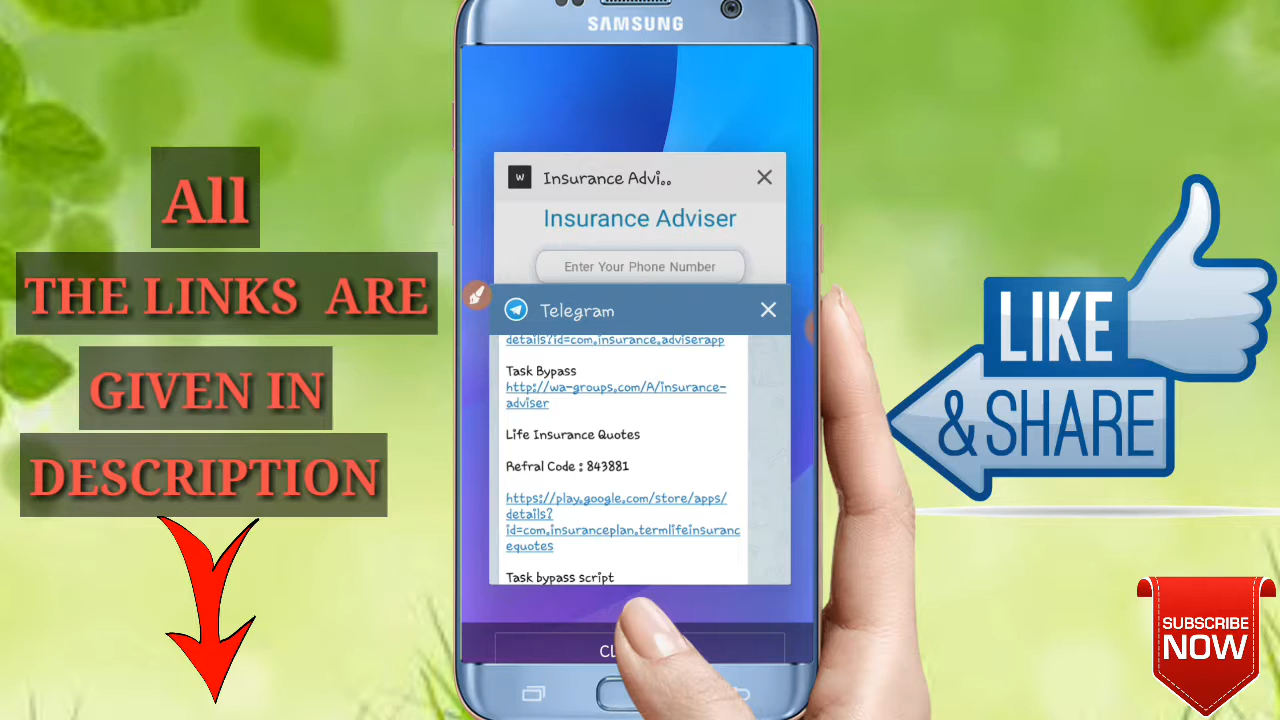 All
THE LINKS ARE
GIVEN IN
DESCRIPTION
SAMSUNG
w
Insurance Advi..
Insurance Adviser
Enter Your Phone Number
Telegram
details?id=com.insurance.adviserapp
Task Bypass
http://wa-groups.com/A/insurance-
adviser
Life Insurance Quotes
Refral Code : 843881
https://play.google.com/store/apps/
details?
id=com.insuranceplan.termlifeinsuranc
equotes
Task bypass script
LIKE
& SHARE
SUBSCRIBE
NOW